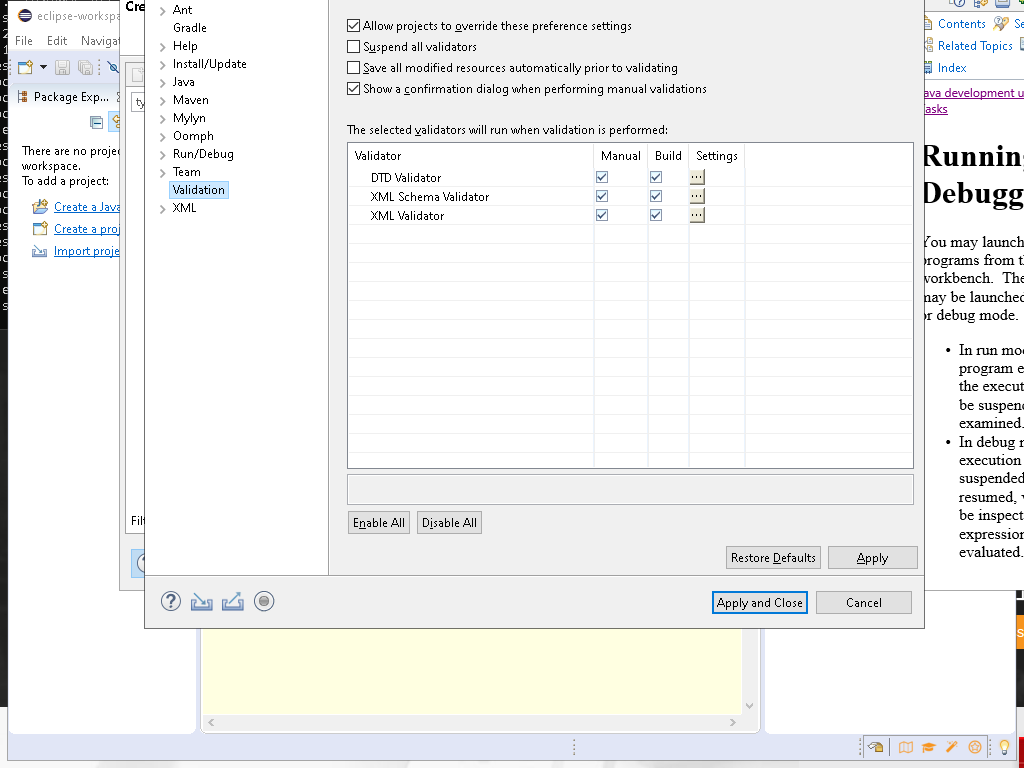 eclipse-workspa
File Edit Navigat
Package Exp...
There are no projec
workspace.
To add a project:
Create a Java
Create a proj
Import proje
Cre
ty
Filt
Ant
Gradle
Help
Install/Update
Java
Maven
Mylyn
Oomph
Run/Debug
Team
Validation
XML
Allow projects to override these preference settings
Suspend all validators
Save all modified resources automatically prior to validating
Show a confirmation dialog when performing manual validations
The selected validators will run when validation is performed:
Validator Manual Build Settings
DTD Validator ...
XML Schema Validator ...
XML Validator ...
Enable All Disable All
Restore Defaults Apply
Apply and Close Cancel
Contents Se
Related Topics
Index
ava development u
asks
Running
Debugg
You may launch
programs from th
workbench. The
may be launched
or debug mode.
• In run mod
program e
the execut
be suspend
examined.
• In debug m
execution
suspended
resumed, v
be inspect
expression
evaluated.